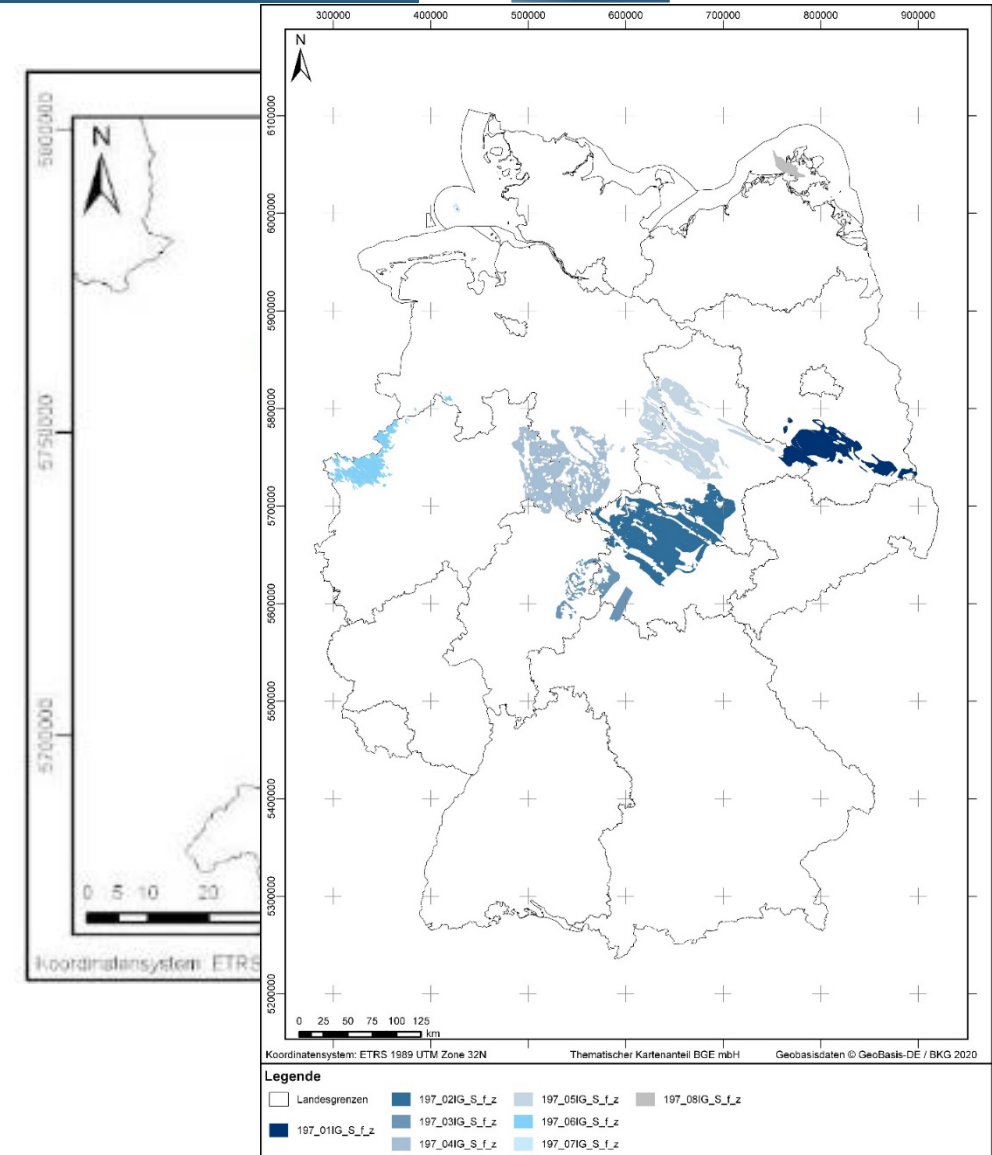 300000 400000 500000 600000 700000 800000 900000
N
6100000
6000000
5900000
5800000
5700000
5600000
5500000
5400000
5300000
5200000
0 25 50 75 100 125
km
Koordinatensystem: ETRS 1989 UTM Zone 32N Thematischer Kartenanteil BGE mbH Geobasisdaten © GeoBasis-DE / BKG 2020
Legende
Landesgrenzen 197_02IG_S_f_z 197_05IG_S_f_z 197_08IG_S_f_z
197_01IG_S_f_z 197_03IG_S_f_z 197_06IG_S_f_z
197_04IG_S_f_z 197_07IG_S_f_z
N
5800000
5750000
5700000
0 5 10 20
Koordinatensystem ETRS